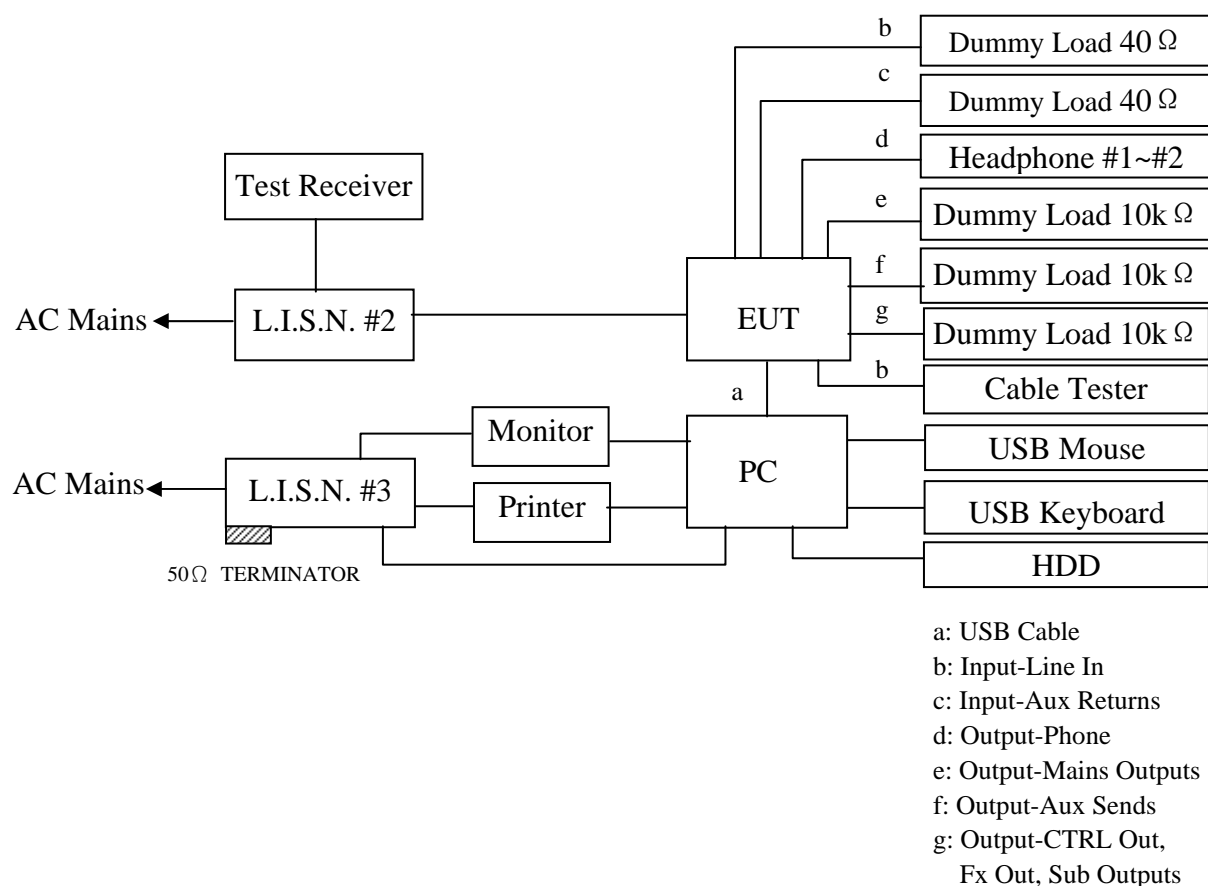 b
Dummy Load 40 Ω
c
Dummy Load 40 Ω
d
Headphone #1~#2
Test Receiver
e
Dummy Load 10k Ω
f
Dummy Load 10k Ω
AC Mains
L.I.S.N. #2
EUT
g
Dummy Load 10k Ω
b
Cable Tester
a
Monitor
PC
USB Mouse
AC Mains
L.I.S.N. #3
Printer
USB Keyboard
HDD
50Ω TERMINATOR
a: USB Cable
b: Input-Line In
c: Input-Aux Returns
d: Output-Phone
e: Output-Mains Outputs
f: Output-Aux Sends
g: Output-CTRL Out,
Fx Out, Sub Outputs